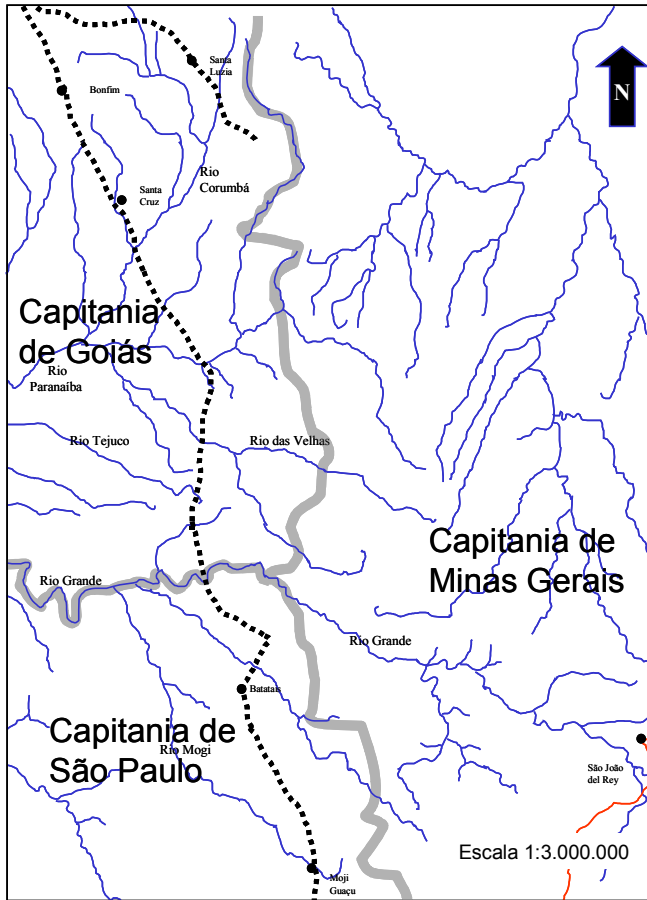 Santa
Luzia
Bonfim
N
Rio
Corumbá
Santa
Cruz
Capitania
de Goiás
Rio
Paranaíba
Rio Tejuco
Rio das Velhas
Capitania de
Minas Gerais
Rio Grande
Rio Grande
Batatais
Capitania de
São Paulo
Rio Mogi
São João
del Rey
Escala 1:3.000.000
Moji
Guaçu